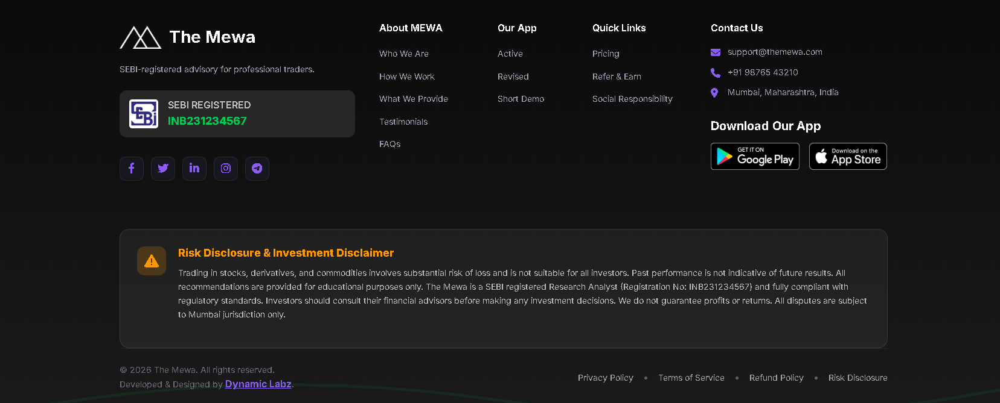 The Mewa
SEBI-registered advisory for professional traders.
SEBi
SEBI REGISTERED
INB231234567
About MEWA
Who We Are
How We Work
What We Provide
Testimonials
FAQs
Our App
Active
Revised
Short Demo
Quick Links
Pricing
Refer & Earn
Social Responsibility
Contact Us
support@themewa.com
+91 98765 43210
Mumbai, Maharashtra, India
Download Our App
GET IT ON
Google Play
Download on the
App Store
Risk Disclosure & Investment Disclaimer
Trading in stocks, derivatives, and commodities involves substantial risk of loss and is not suitable for all investors. Past performance is not indicative of future results. All
recommendations are provided for educational purposes only. The Mewa is a SEBI registered Research Analyst (Registration No: INB231234567) and fully compliant with
regulatory standards. Investors should consult their financial advisors before making any investment decisions. We do not guarantee profits or returns. All disputes are subject
to Mumbai jurisdiction only.
© 2026 The Mewa. All rights reserved.
Developed & Designed by Dynamíc Labz.
Privacy Policy • Terms of Service • Refund Policy • Risk Disclosure